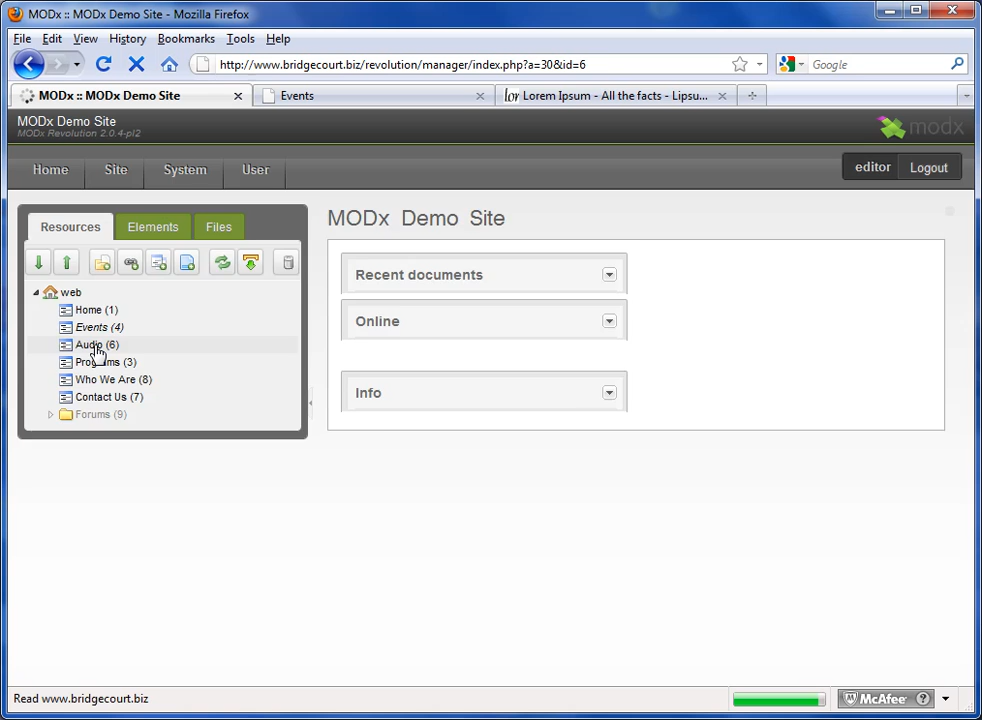 MODx :: MODx Demo Site - Mozilla Firefox
File Edit View History Bookmarks Tools Help
http://www.bridgecourt.biz/revolution/manager/index.php?a=30&id=6
Google
MODx :: MODx Demo Site
Events
Lorem Ipsum - All the facts - Lipsu...
MODx Demo Site
MODx Revolution 2.0.4-pl2
modx
Home Site System User
editor Logout
Resources Elements Files
MODx Demo Site
web
Home (1)
Events (4)
Audio (6)
Programs (3)
Who We Are (8)
Contact Us (7)
Forums (9)
Recent documents
Online
Info
Read www.bridgecourt.biz
McAfee